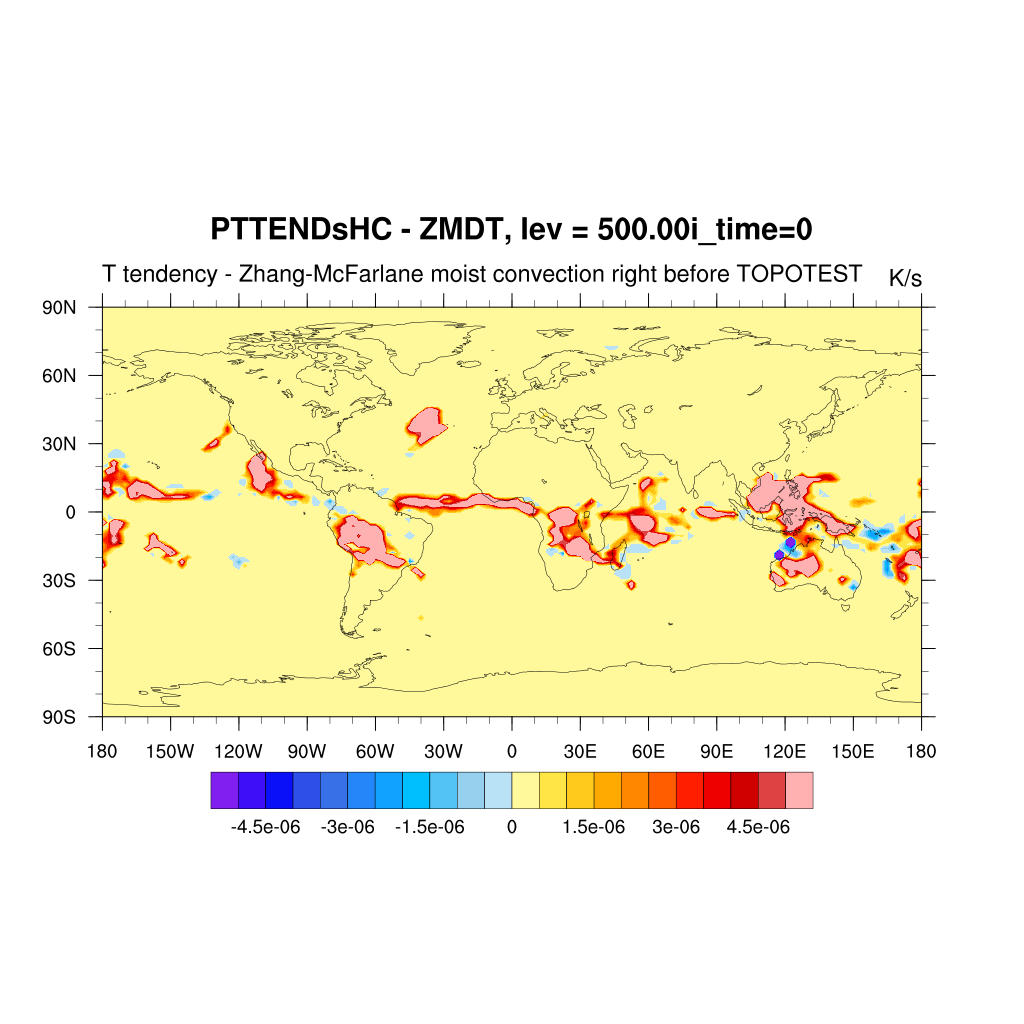 PTTENDsHC - ZMDT, lev = 500.00i_time=0
T tendency - Zhang-McFarlane moist convection right before TOPOTEST K/s
90N
60N
30N
0
30S
60S
90S
180 150W 120W 90W 60W 30W 0 30E 60E 90E 120E 150E 180
-4.5e-06 -3e-06 -1.5e-06 0 1.5e-06 3e-06 4.5e-06